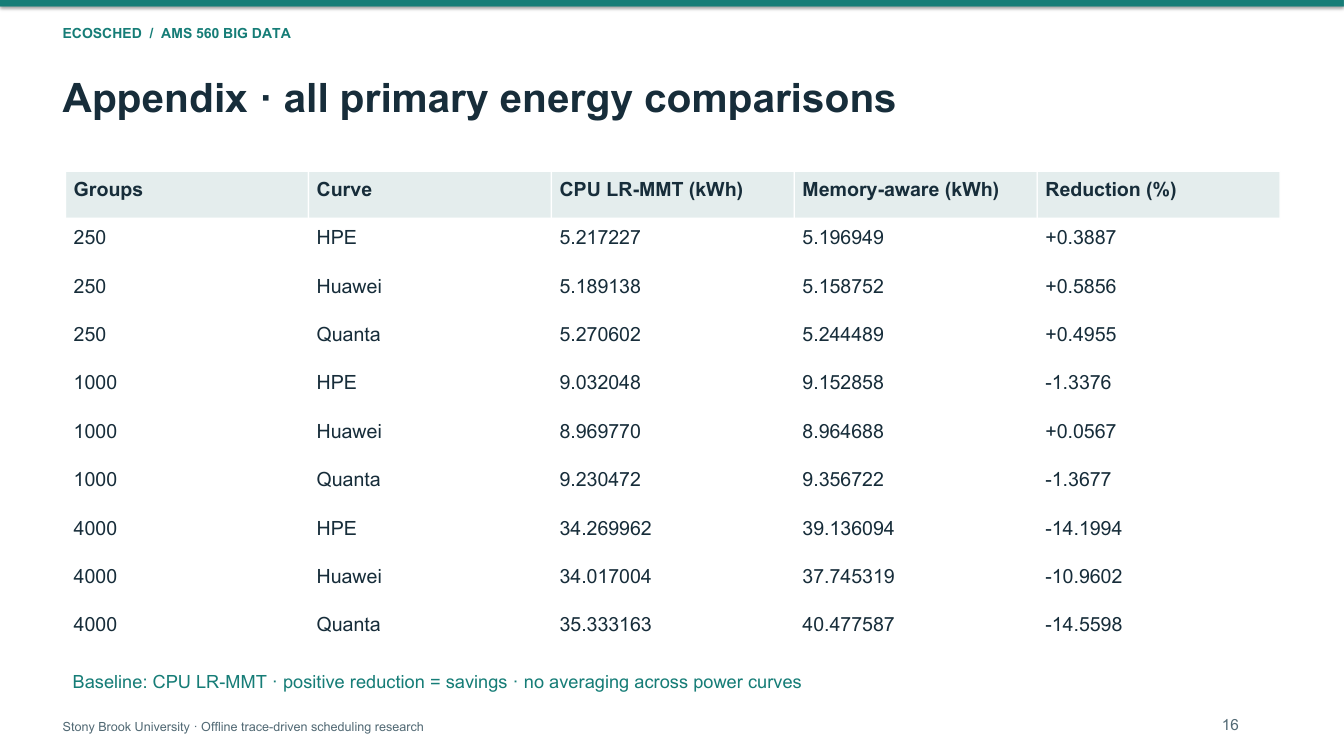 ECOSCHED / AMS 560 BIG DATA
Appendix · all primary energy comparisons
Groups Curve CPU LR-MMT (kWh) Memory-aware (kWh) Reduction (%)
250 HPE 5.217227 5.196949 +0.3887
250 Huawei 5.189138 5.158752 +0.5856
250 Quanta 5.270602 5.244489 +0.4955
1000 HPE 9.032048 9.152858 -1.3376
1000 Huawei 8.969770 8.964688 +0.0567
1000 Quanta 9.230472 9.356722 -1.3677
4000 HPE 34.269962 39.136094 -14.1994
4000 Huawei 34.017004 37.745319 -10.9602
4000 Quanta 35.333163 40.477587 -14.5598
Baseline: CPU LR-MMT · positive reduction = savings · no averaging across power curves
Stony Brook University · Offline trace-driven scheduling research 16